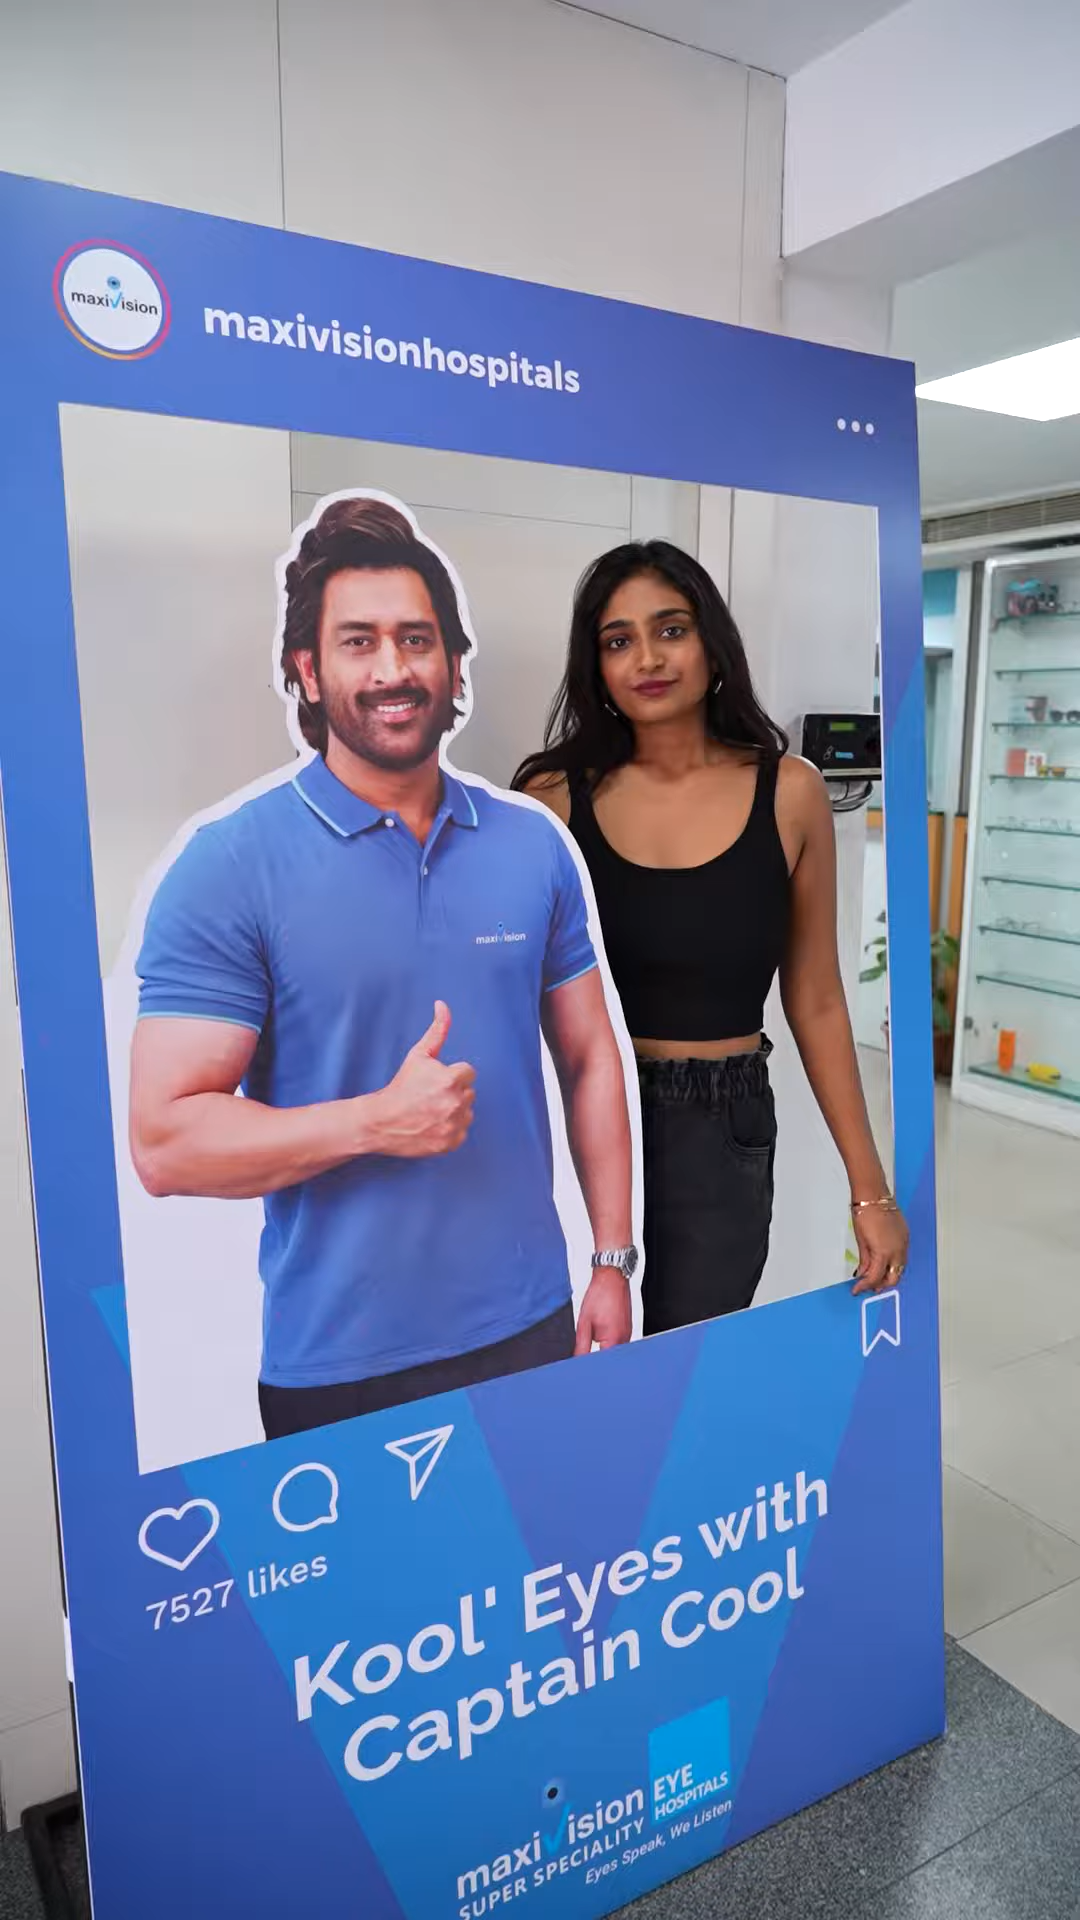 maxivision
maxivisionhospitals
maxivision
7527 likes
Kool' Eyes with
Captain Cool
maxivision
EYE
HOSPITALS
SUPER SPECIALITY
Eyes Speak, We Listen